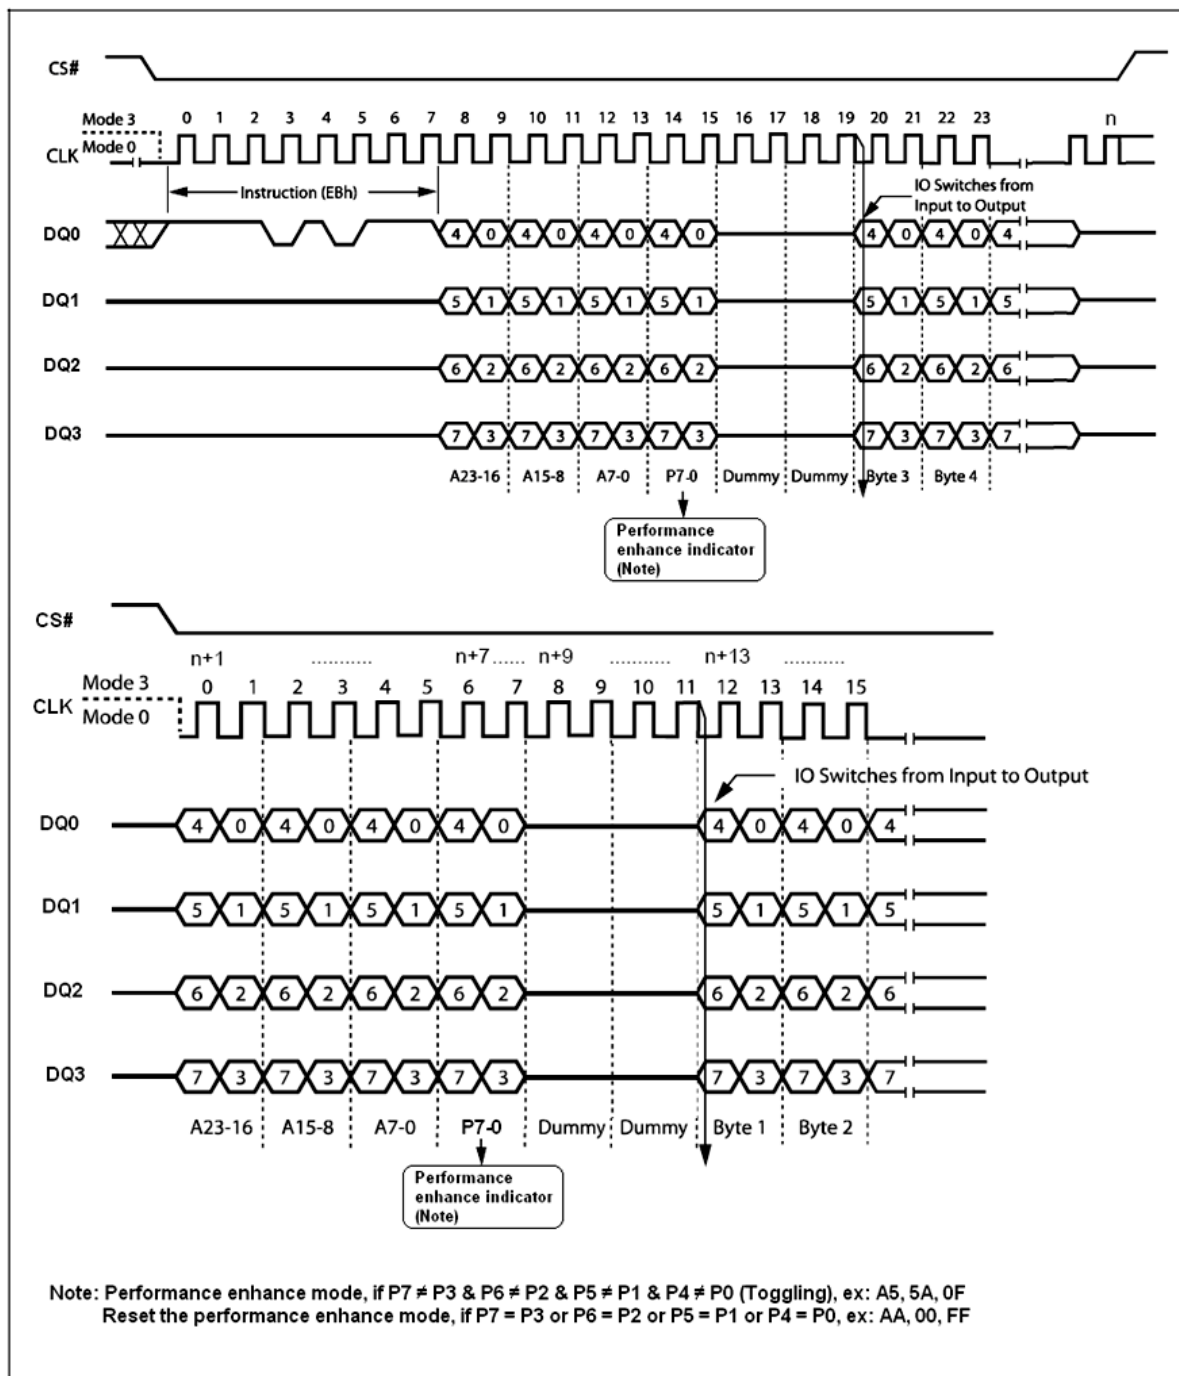 CS#
Mode 3
0 1 2 3 4 5 6 7 8 9 10 11 12 13 14 15 16 17 18 19 20 21 22 23 n
CLK Mode 0
Instruction (EBh)
IO Switches from
Input to Output
DQ0 4 0 4 0 4 0 4 0 4 0 4 0 4
DQ1 5 1 5 1 5 1 5 1 5 1 5 1 5
DQ2 6 2 6 2 6 2 6 2 6 2 6 2 6
DQ3 7 3 7 3 7 3 7 3 7 3 7 3 7
A23-16 A15-8 A7-0 P7-0 Dummy Dummy Byte 3 Byte 4
Performance
enhance indicator
(Note)
CS#
n+1 ........... n+7 ...... n+9 ........... n+13 ...........
Mode 3 0 1 2 3 4 5 6 7 8 9 10 11 12 13 14 15
CLK Mode 0
IO Switches from Input to Output
DQ0 4 0 4 0 4 0 4 0 4 0 4 0 4
DQ1 5 1 5 1 5 1 5 1 5 1 5 1 5
DQ2 6 2 6 2 6 2 6 2 6 2 6 2 6
DQ3 7 3 7 3 7 3 7 3 7 3 7 3 7
A23-16 A15-8 A7-0 P7-0 Dummy Dummy Byte 1 Byte 2
Performance
enhance indicator
(Note)
Note: Performance enhance mode, if P7 ≠ P3 & P6 ≠ P2 & P5 ≠ P1 & P4 ≠ P0 (Toggling), ex: A5, 5A, 0F
Reset the performance enhance mode, if P7 = P3 or P6 = P2 or P5 = P1 or P4 = P0, ex: AA, 00, FF